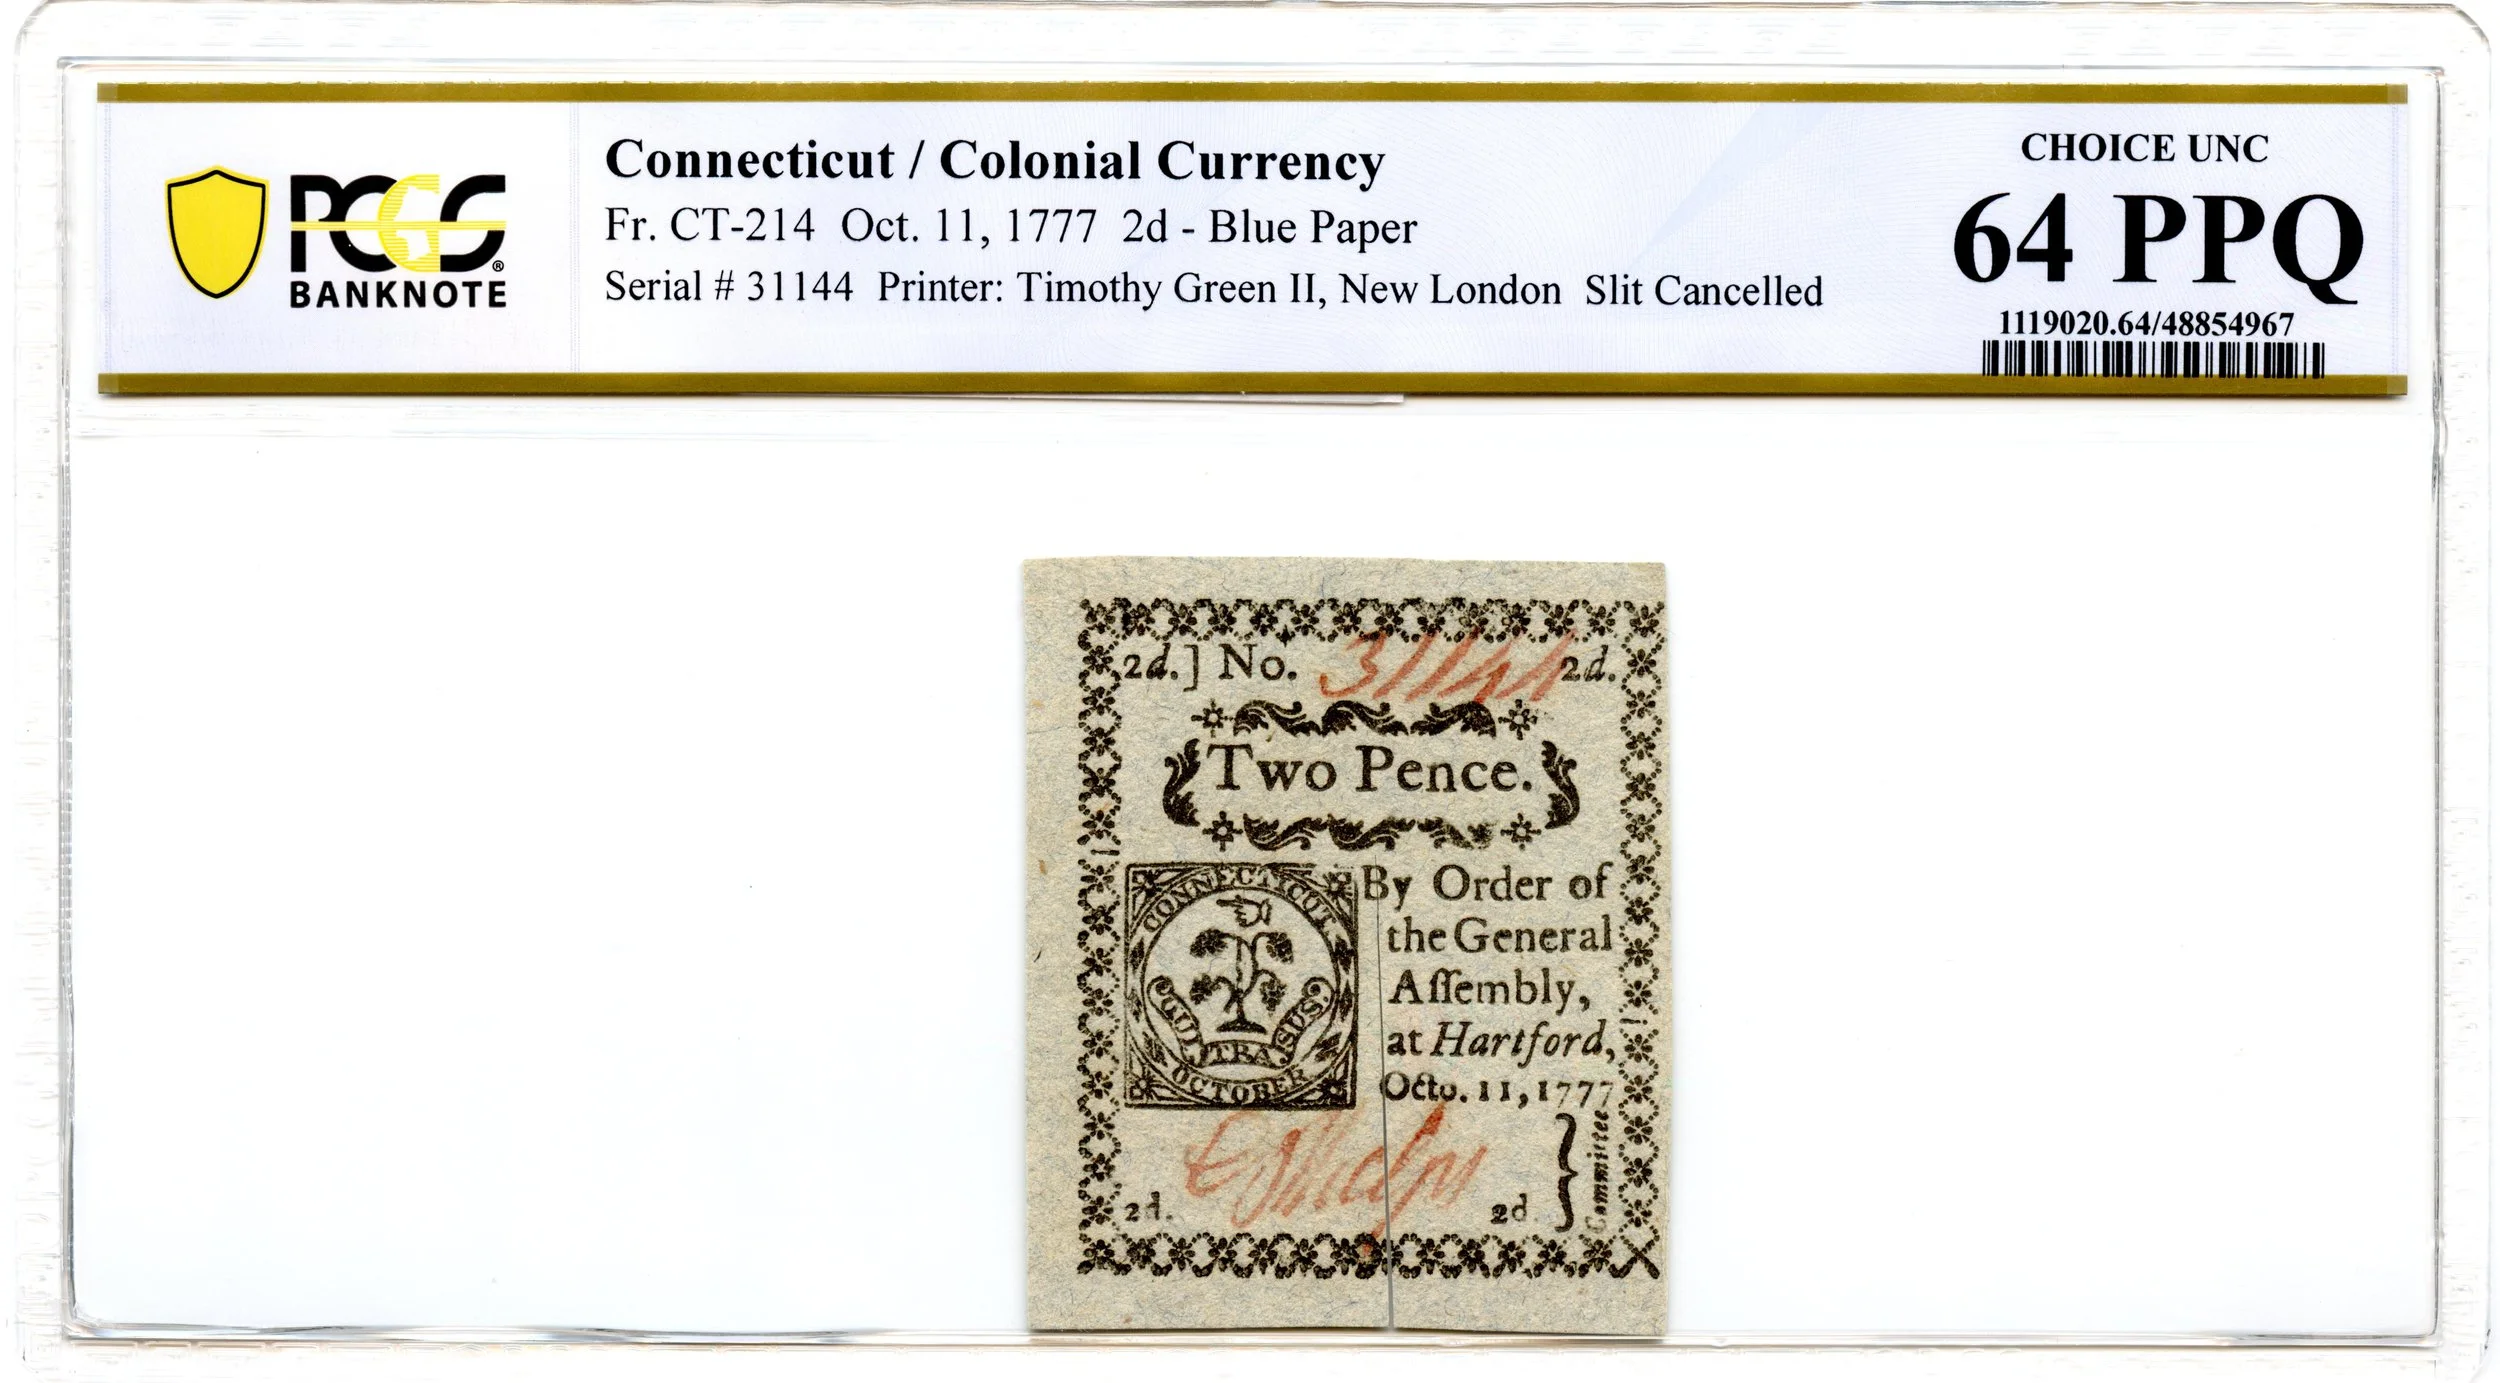 PCGS®
BANKNOTE
Connecticut / Colonial Currency
Fr. CT-214 Oct. 11, 1777 2d - Blue Paper
Serial # 31144 Printer: Timothy Green II, New London Slit Cancelled
CHOICE UNC
64 PPQ
1119020.64/48854967
2d.] No. 31144 2d.
Two Pence.
CONNECTICUT.
QUI TRA SUS.
OCTOBER
By Order of
the General
Aſſembly,
at Hartford,
Octo. 11, 1777
E Phelps
Committee
2d. 2d